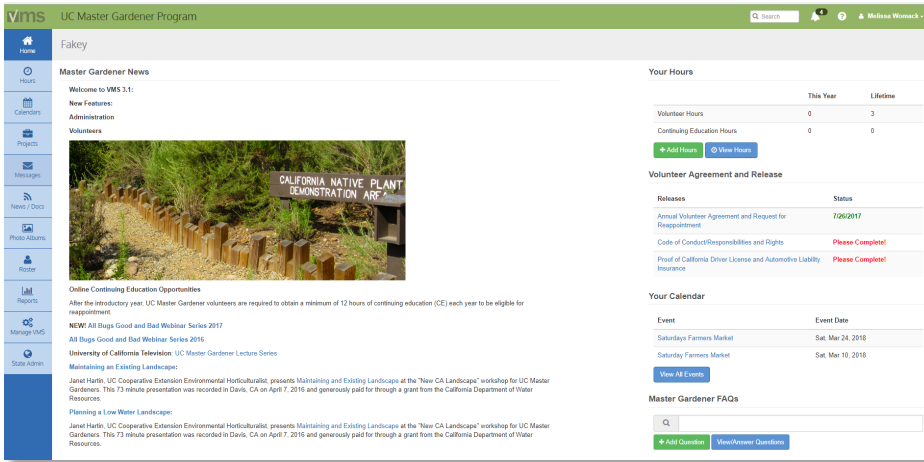 vms UC Master Gardener Program Search 4 ? Melissa Womack
Home
Fakey
Hours
Calendars
Projects
Messages
News / Docs
Photo Albums
Roster
Reports
Manage VMS
State Admin
Master Gardener News
Welcome to VMS 3.1:
New Features:
Administration
Volunteers
CALIFORNIA NATIVE PLANT
DEMONSTRATION AREA
Online Continuing Education Opportunities
After the introductory year, UC Master Gardener volunteers are required to obtain a minimum of 12 hours of continuing education (CE) each year to be eligible for
reappointment.
NEW! All Bugs Good and Bad Webinar Series 2017
All Bugs Good and Bad Webinar Series 2016
University of California Television: UC Master Gardener Lecture Series
Maintaining an Existing Landscape:
Janet Hartin, UC Cooperative Extension Environmental Horticulturalist, presents Maintaining and Existing Landscape at the "New CA Landscape" workshop for UC Master
Gardeners. This 73 minute presentation was recorded in Davis, CA on April 7, 2016 and generously paid for through a grant from the California Department of Water
Resources.
Planning a Low Water Landscape:
Janet Hartin, UC Cooperative Extension Environmental Horticulturalist, presents Maintaining and Existing Landscape at the "New CA Landscape" workshop for UC Master
Gardeners. This 73 minute presentation was recorded in Davis, CA on April 7, 2016 and generously paid for through a grant from the California Department of Water
Resources.
Your Hours
This Year Lifetime
Volunteer Hours 0 3
Continuing Education Hours 0 0
+ Add Hours View Hours
Volunteer Agreement and Release
Releases Status
Annual Volunteer Agreement and Request for 7/26/2017
Reappointment
Code of Conduct/Responsibilities and Rights Please Complete!
Proof of California Driver License and Automotive Liability Please Complete!
Insurance
Your Calendar
Event Event Date
Saturdays Farmers Market Sat, Mar 24, 2018
Saturday Farmers Market Sat, Mar 10, 2018
View All Events
Master Gardener FAQs
+ Add Question View/Answer Questions